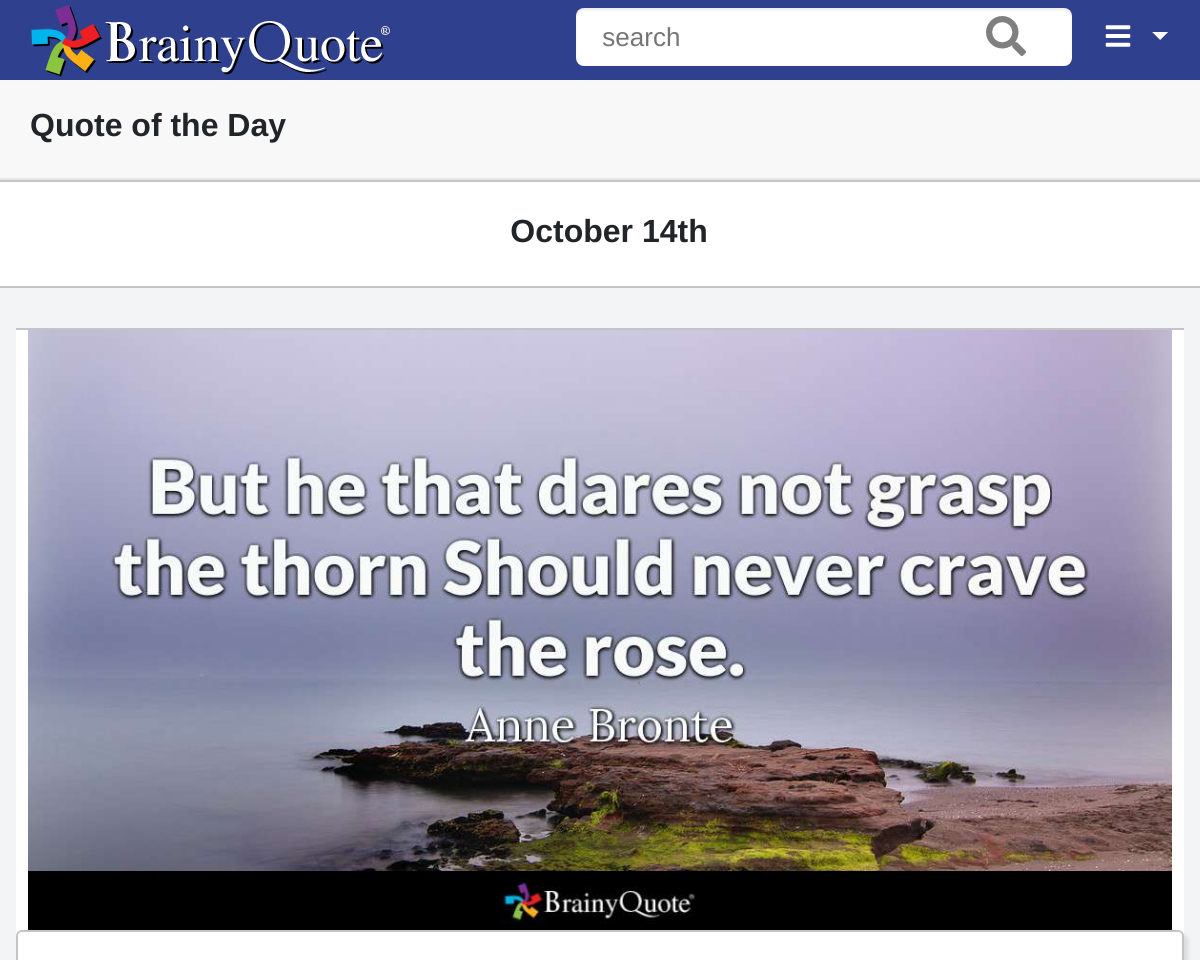 BrainyQuote®
search
Quote of the Day
October 14th
But he that dares not grasp
the thorn Should never crave
the rose.
Anne Bronte
BrainyQuote®